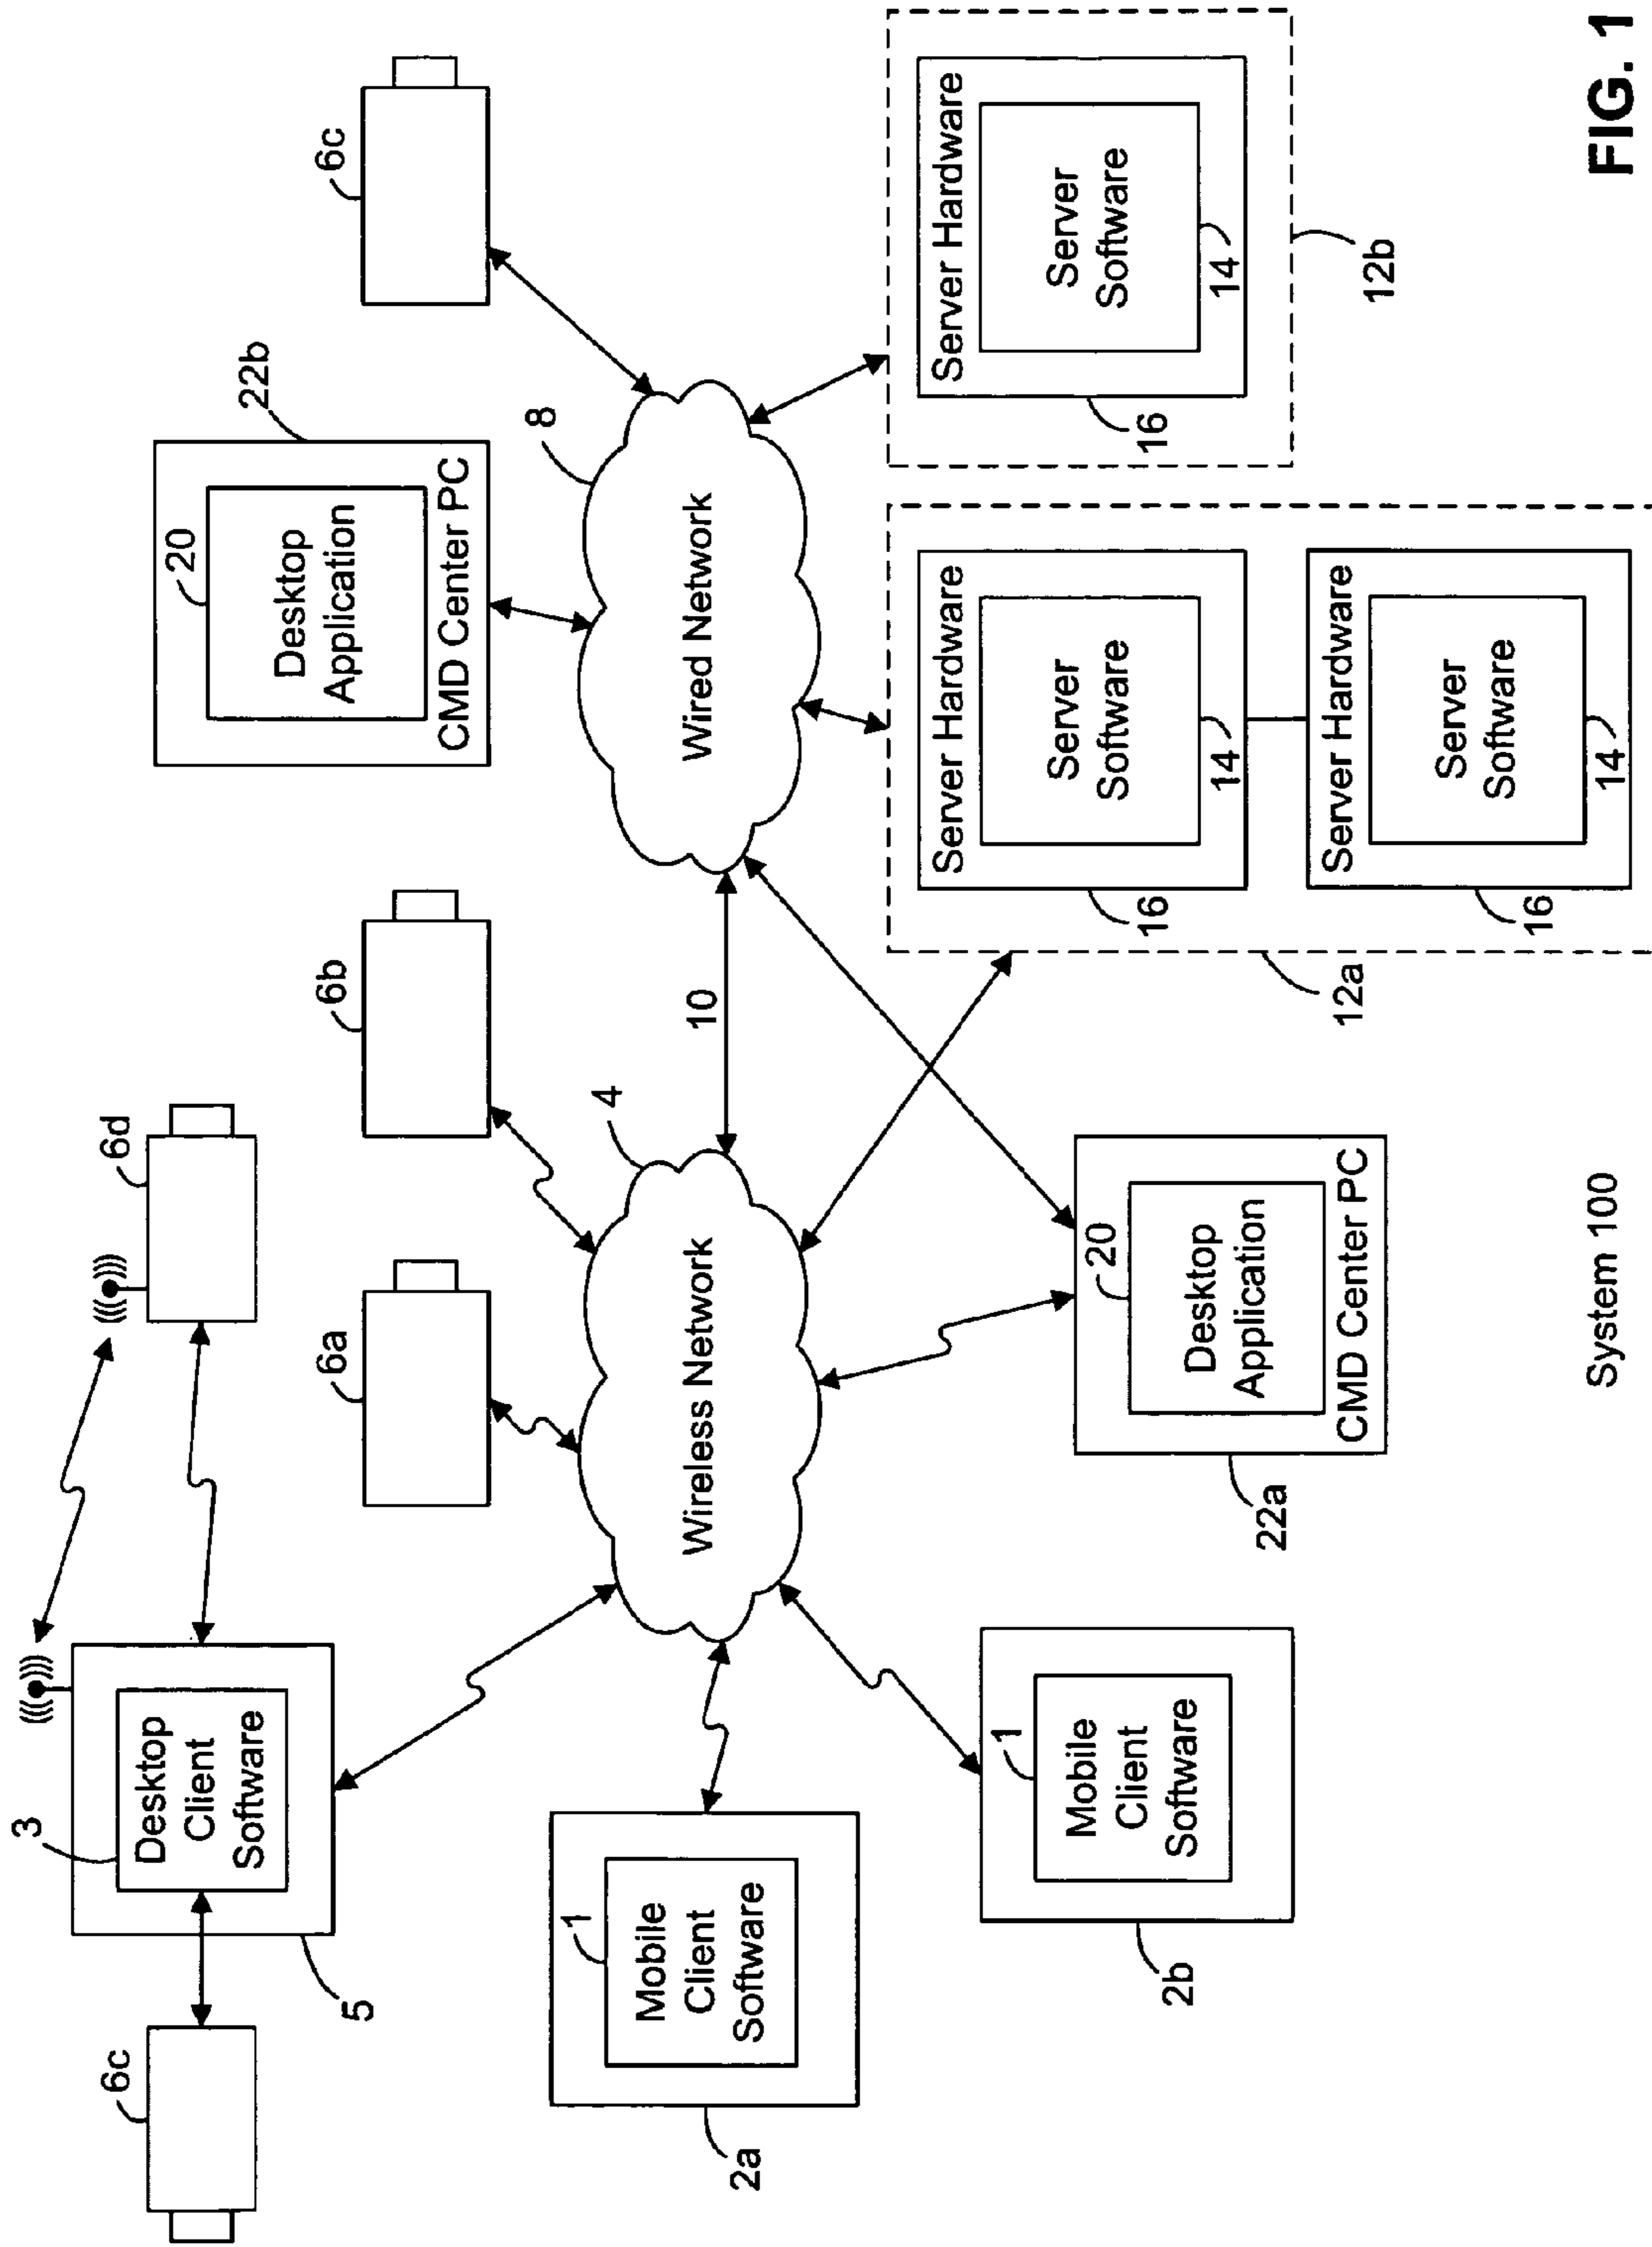 3
Desktop
Client
Software
5
6c
6d
6a
6b
6c
1
Mobile
Client
Software
2a
1
Mobile
Client
Software
2b
4
Wireless Network
10
8
Wired Network
20
Desktop
Application
CMD Center PC
22b
20
Desktop
Application
CMD Center PC
22a
Server Hardware
Server
Software
14
16
Server Hardware
Server
Software
14
16
12a
Server Hardware
Server
Software
14
16
12b
System 100
FIG. 1